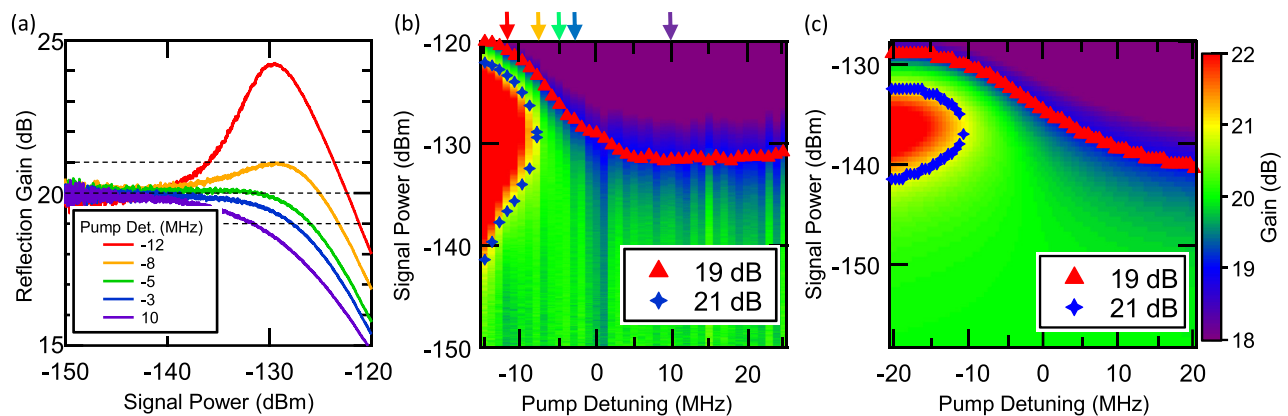 (a)
25
20
15
Reflection Gain (dB)
Pump Det. (MHz)
-12
-8
-5
-3
10
-150
-140
-130
-120
Signal Power (dBm)
(b)
-120
-130
-140
-150
Signal Power (dBm)
19 dB
21 dB
-10
0
10
20
Pump Detuning (MHz)
(c)
-130
-140
-150
Signal Power (dBm)
19 dB
21 dB
-20
-10
0
10
20
Pump Detuning (MHz)
22
21
20
19
18
Gain (dB)